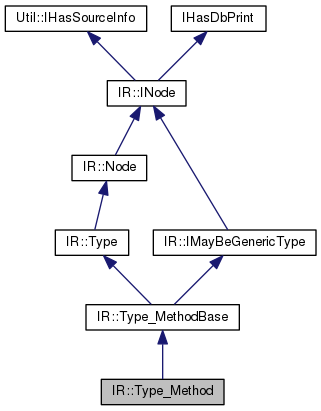 Util::IHasSourceInfo
IHasDbPrint
IR::INode
IR::Node
IR::Type
IR::IMayBeGenericType
IR::Type_MethodBase
IR::Type_Method